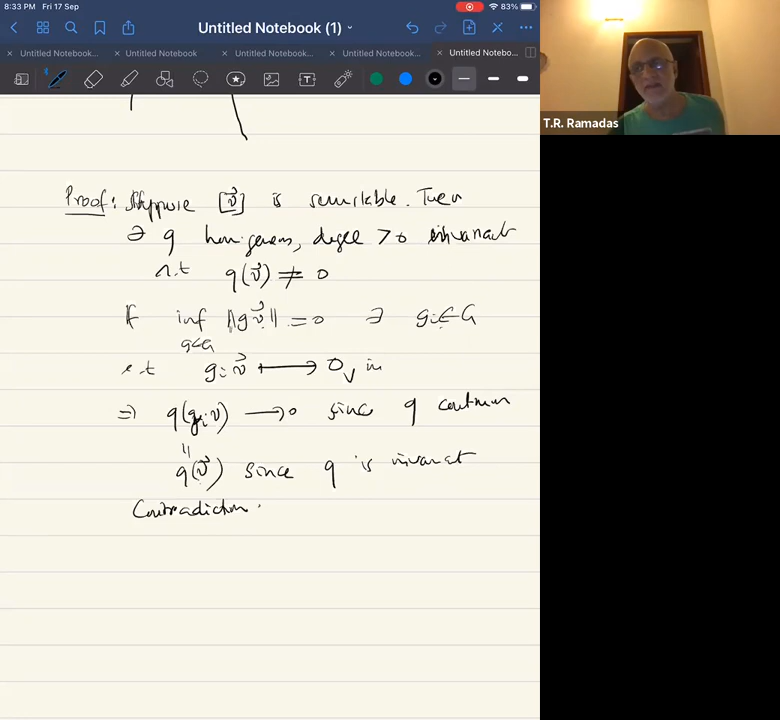 8:33 PM Fri 17 Sep
83%
Untitled Notebook (1)
Untitled Notebook... Untitled Notebook Untitled Notebook... Untitled Notebook... Untitled Notebo...
T.R. Ramadas
Proof: Suppose [v⃗] is semistable. Then
∃ q homogeneous, degree > 0 invariant
s.t q(v⃗) ≠ 0
If inf ||g v⃗|| = 0 ∃ gᵢ ∈ G
g∈G
s.t gᵢ v⃗ ⟼ 0 in
⇒ q(gᵢ v) → 0 since q continuous
||
q(v⃗) since q is invariant
Contradiction.